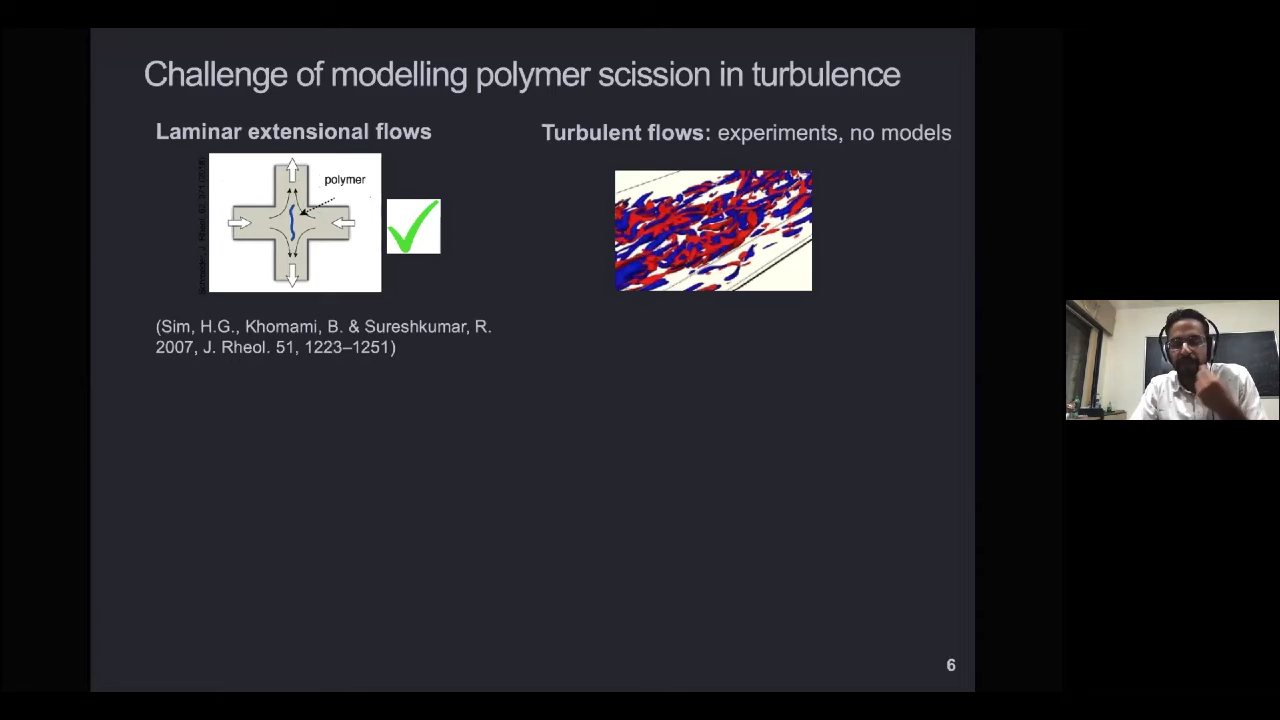 Challenge of modelling polymer scission in turbulence
Laminar extensional flows
Turbulent flows: experiments, no models
polymer
(Sim, H.G., Khomami, B. & Sureshkumar, R.
2007, J. Rheol. 51, 1223–1251)
6